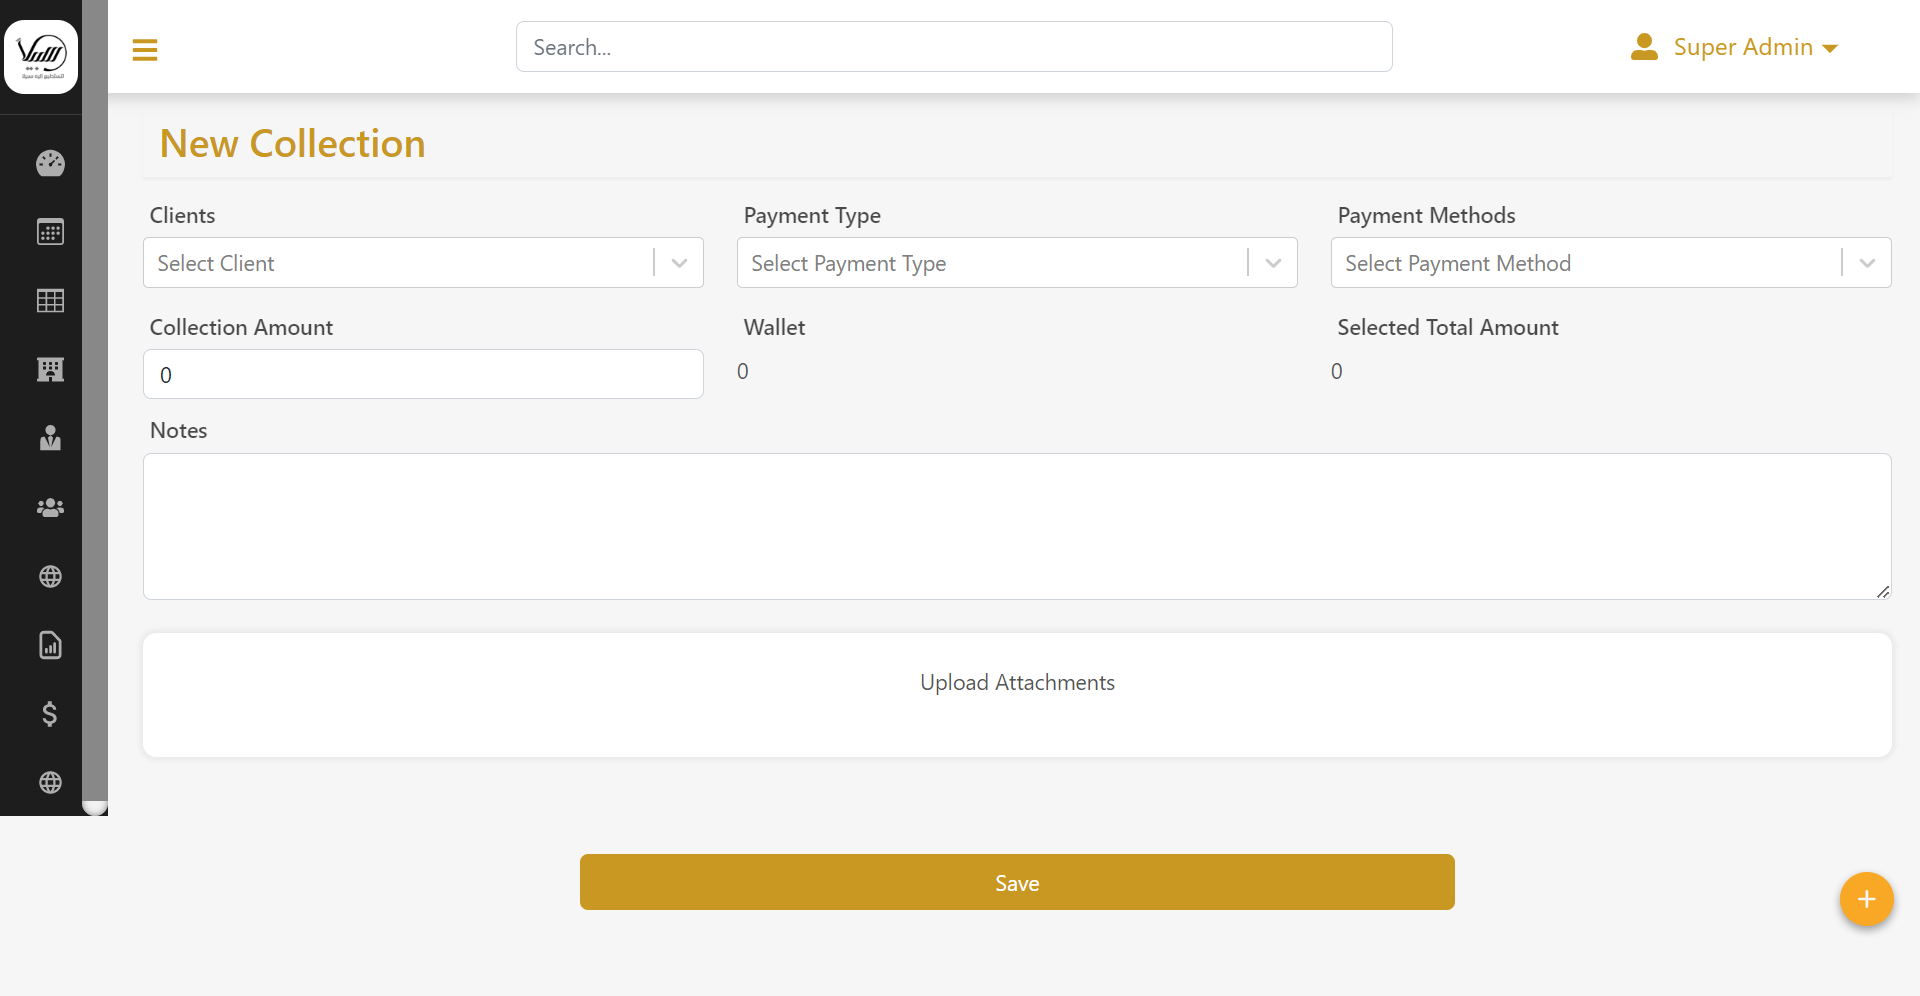 Search...
Super Admin
New Collection
Clients
Payment Type
Payment Methods
Select Client
Select Payment Type
Select Payment Method
Collection Amount
Wallet
Selected Total Amount
0
0
0
Notes
Upload Attachments
Save